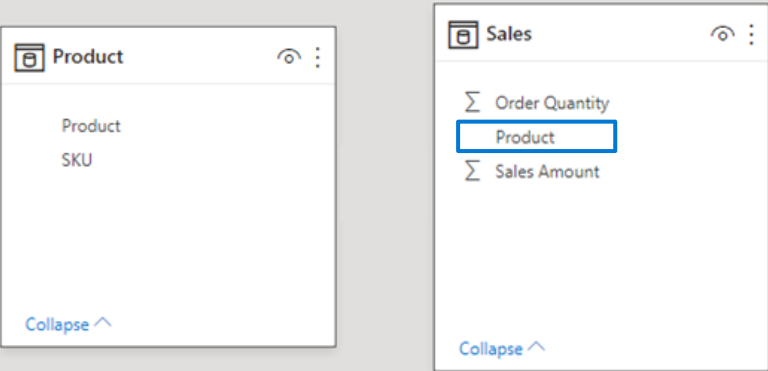 Product
Product
SKU
Collapse
Sales
Σ Order Quantity
Product
Σ Sales Amount
Collapse